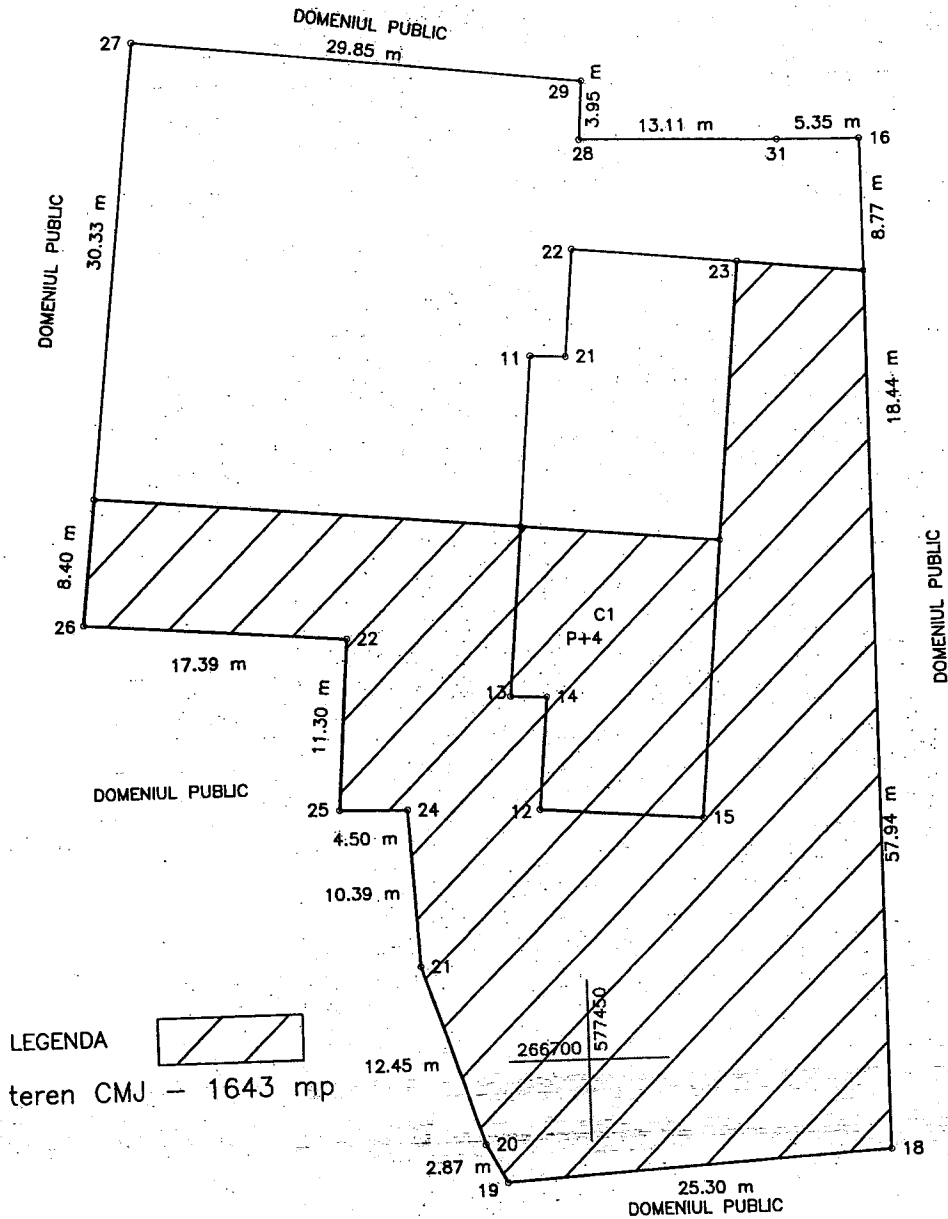 DOMENIUL PUBLIC
27
29.85 m
29
3.95 m
13.11 m
5.35 m
16
28
31
8.77 m
DOMENIUL PUBLIC
30.33 m
22
23
11
21
18.44 m
8.40 m
C1
P+4
DOMENIUL PUBLIC
26
22
17.39 m
13
14
11.30 m
DOMENIUL PUBLIC
25
24
12
15
4.50 m
57.94 m
10.39 m
21
577450
266700
LEGENDA
12.45 m
teren CMJ – 1643 mp
20
18
2.87 m
19
25.30 m
DOMENIUL PUBLIC